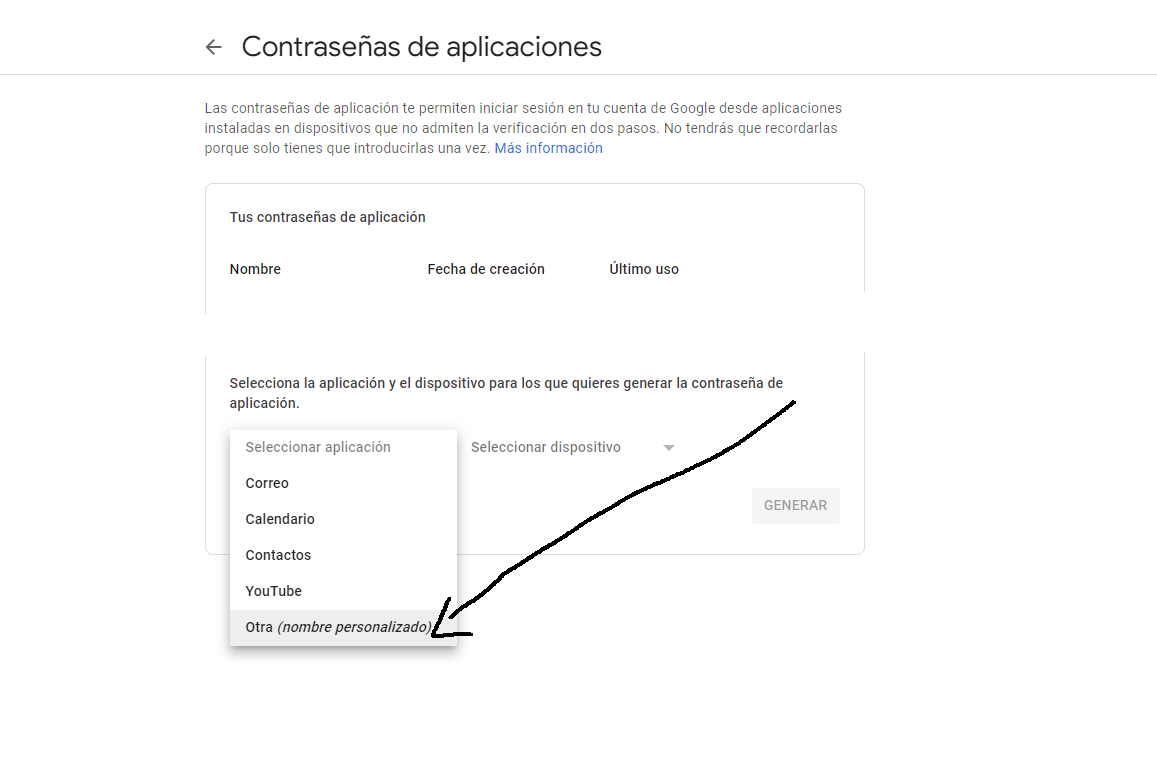 Contraseñas de aplicaciones
Las contraseñas de aplicación te permiten iniciar sesión en tu cuenta de Google desde aplicaciones
instaladas en dispositivos que no admiten la verificación en dos pasos. No tendrás que recordarlas
porque solo tienes que introducirlas una vez. Más información
Tus contraseñas de aplicación
Nombre Fecha de creación Último uso
Selecciona la aplicación y el dispositivo para los que quieres generar la contraseña de
aplicación.
Seleccionar aplicación Seleccionar dispositivo
Correo
GENERAR
Calendario
Contactos
YouTube
Otra (nombre personalizado)